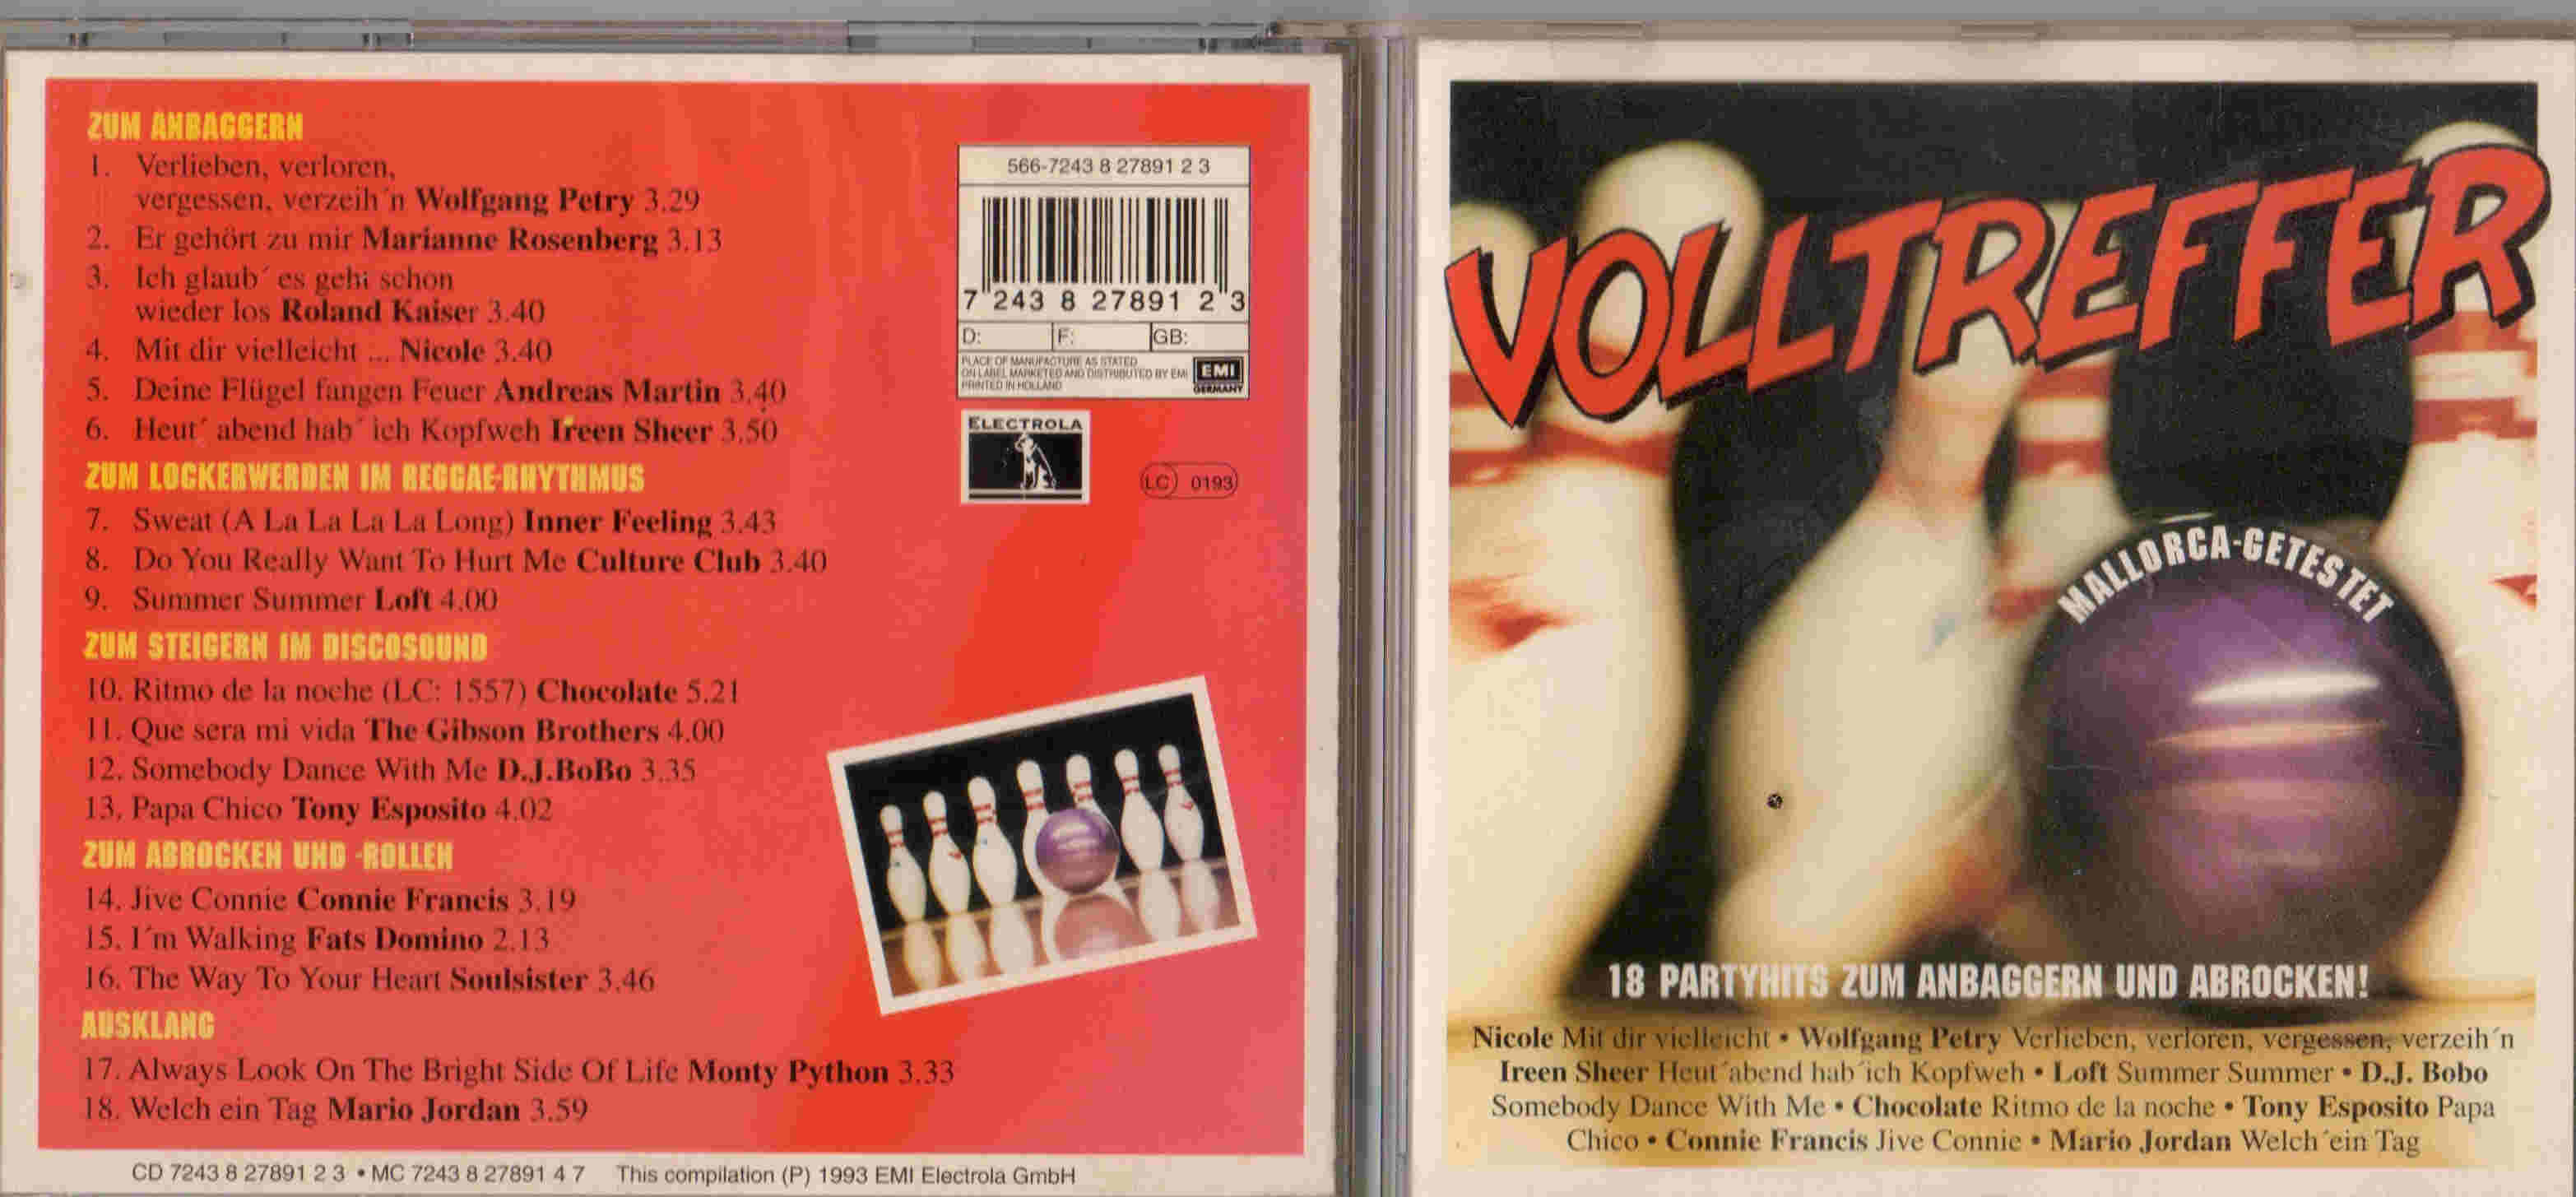 ZUM ANBAGGERN
1. Verlieben, verloren,
vergessen, verzeih´n Wolfgang Petry 3.29
2. Er gehört zu mir Marianne Rosenberg 3.13
3. Ich glaub´ es geht schon
wieder los Roland Kaiser 3.40
4. Mit dir vielleicht ... Nicole 3.40
5. Deine Flügel fangen Feuer Andreas Martin 3.40
6. Heut´ abend hab´ ich Kopfweh Ireen Sheer 3.50
ZUM LOCKERWERDEN IM REGGAE-RHYTHMUS
7. Sweat (A La La La La Long) Inner Feeling 3.43
8. Do You Really Want To Hurt Me Culture Club 3.40
9. Summer Summer Loft 4.00
ZUM STEIGERN IM DISCOSOUND
10. Ritmo de la noche (LC: 1557) Chocolate 5.21
11. Que sera mi vida The Gibson Brothers 4.00
12. Somebody Dance With Me D.J.BoBo 3.35
13. Papa Chico Tony Esposito 4.02
ZUM ABROCKEN UND -ROLLEN
14. Jive Connie Connie Francis 3.19
15. I´m Walking Fats Domino 2.13
16. The Way To Your Heart Soulsister 3.46
AUSKLANG
17. Always Look On The Bright Side Of Life Monty Python 3.33
18. Welch ein Tag Mario Jordan 3.59
CD 7243 8 27891 2 3 • MC 7243 8 27891 4 7 This compilation (P) 1993 EMI Electrola GmbH
566-7243 8 27891 2 3
7 243 8 27891 2 3
D: F: GB:
PLACE OF MANUFACTURE AS STATED
ON LABEL MARKETED AND DISTRIBUTED BY EMI
PRINTED IN HOLLAND
EMI
GERMANY
ELECTROLA
LC 0193
VOLLTREFFER
MALLORCA-GETESTET
18 PARTYHITS ZUM ANBAGGERN UND ABROCKEN!
Nicole Mit dir vielleicht • Wolfgang Petry Verlieben, verloren, vergessen, verzeih´n
Ireen Sheer Heut´abend hab´ich Kopfweh • Loft Summer Summer • D.J. Bobo
Somebody Dance With Me • Chocolate Ritmo de la noche • Tony Esposito Papa
Chico • Connie Francis Jive Connie • Mario Jordan Welch´ein Tag